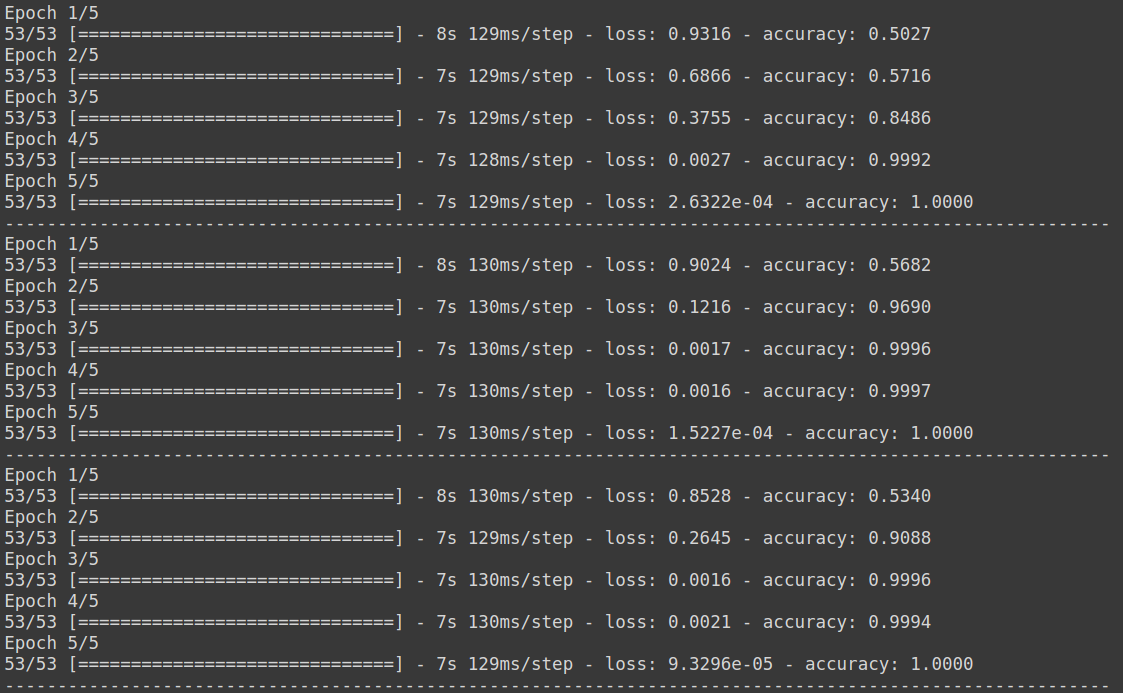 Epoch 1/5
53/53 [==============================] - 8s 129ms/step - loss: 0.9316 - accuracy: 0.5027
Epoch 2/5
53/53 [==============================] - 7s 129ms/step - loss: 0.6866 - accuracy: 0.5716
Epoch 3/5
53/53 [==============================] - 7s 129ms/step - loss: 0.3755 - accuracy: 0.8486
Epoch 4/5
53/53 [==============================] - 7s 128ms/step - loss: 0.0027 - accuracy: 0.9992
Epoch 5/5
53/53 [==============================] - 7s 129ms/step - loss: 2.6322e-04 - accuracy: 1.0000
---------------------------------------------------------------------------------------------------------
Epoch 1/5
53/53 [==============================] - 8s 130ms/step - loss: 0.9024 - accuracy: 0.5682
Epoch 2/5
53/53 [==============================] - 7s 130ms/step - loss: 0.1216 - accuracy: 0.9690
Epoch 3/5
53/53 [==============================] - 7s 130ms/step - loss: 0.0017 - accuracy: 0.9996
Epoch 4/5
53/53 [==============================] - 7s 130ms/step - loss: 0.0016 - accuracy: 0.9997
Epoch 5/5
53/53 [==============================] - 7s 130ms/step - loss: 1.5227e-04 - accuracy: 1.0000
---------------------------------------------------------------------------------------------------------
Epoch 1/5
53/53 [==============================] - 8s 130ms/step - loss: 0.8528 - accuracy: 0.5340
Epoch 2/5
53/53 [==============================] - 7s 129ms/step - loss: 0.2645 - accuracy: 0.9088
Epoch 3/5
53/53 [==============================] - 7s 130ms/step - loss: 0.0016 - accuracy: 0.9996
Epoch 4/5
53/53 [==============================] - 7s 130ms/step - loss: 0.0021 - accuracy: 0.9994
Epoch 5/5
53/53 [==============================] - 7s 129ms/step - loss: 9.3296e-05 - accuracy: 1.0000
---------------------------------------------------------------------------------------------------------